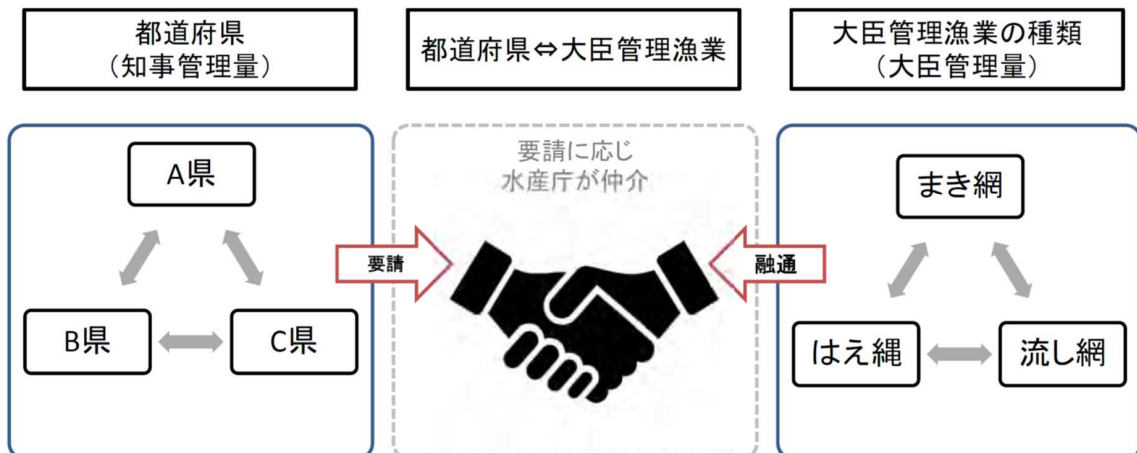 都道府県
（知事管理量）
都道府県⇔大臣管理漁業
大臣管理漁業の種類
（大臣管理量）
A県
B県
C県
要請
要請に応じ
水産庁が仲介
融通
まき網
はえ縄
流し網